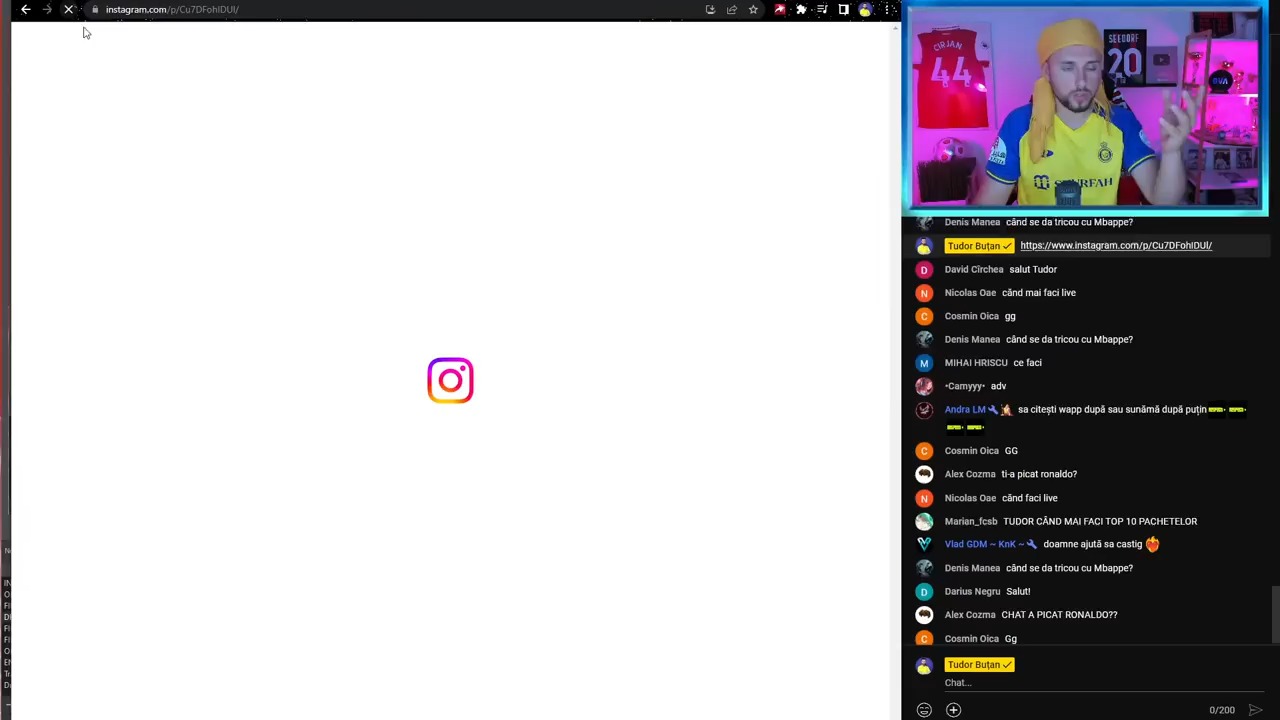 instagram.com/p/Cu7DFohIDUl/
CIRJAN
44
SEEDORF
20
Denis Manea când se da tricou cu Mbappe?
Tudor Buțan https://www.instagram.com/p/Cu7DFohIDUl/
David Cîrchea salut Tudor
Nicolas Oae când mai faci live
Cosmin Oica gg
Denis Manea când se da tricou cu Mbappe?
MIHAI HRISCU ce faci
•Camyyy• adv
Andra LM sa citești wapp după sau sunămă după puțin
Cosmin Oica GG
Alex Cozma ti-a picat ronaldo?
Nicolas Oae când faci live
Marian_fcsb TUDOR CÂND MAI FACI TOP 10 PACHETELOR
Vlad GDM ~ KnK ~ doamne ajută sa castig
Denis Manea când se da tricou cu Mbappe?
Darius Negru Salut!
Alex Cozma CHAT A PICAT RONALDO??
Cosmin Oica Gg
Tudor Buțan
Chat...
0/200